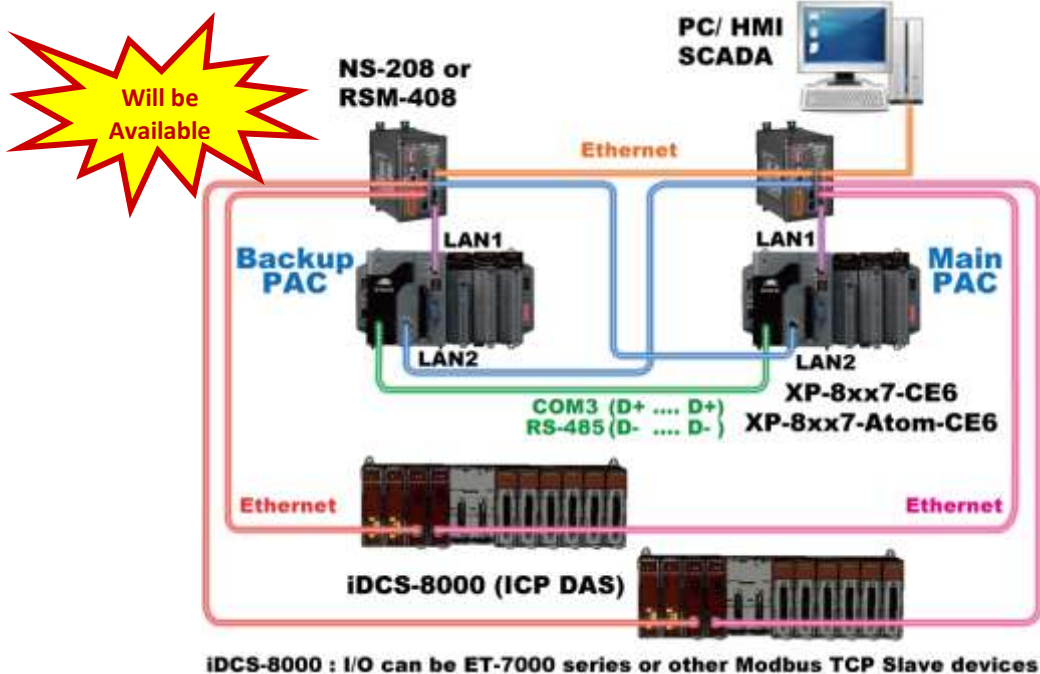 Will be
Available
NS-208 or
RSM-408
PC/ HMI
SCADA
Ethernet
LAN1
LAN1
Backup
PAC
Main
PAC
LAN2
LAN2
COM3 (D+ .... D+)
RS-485 (D- .... D- )
XP-8xx7-CE6
XP-8xx7-Atom-CE6
Ethernet
Ethernet
iDCS-8000 (ICP DAS)
iDCS-8000 : I/O can be ET-7000 series or other Modbus TCP Slave devices